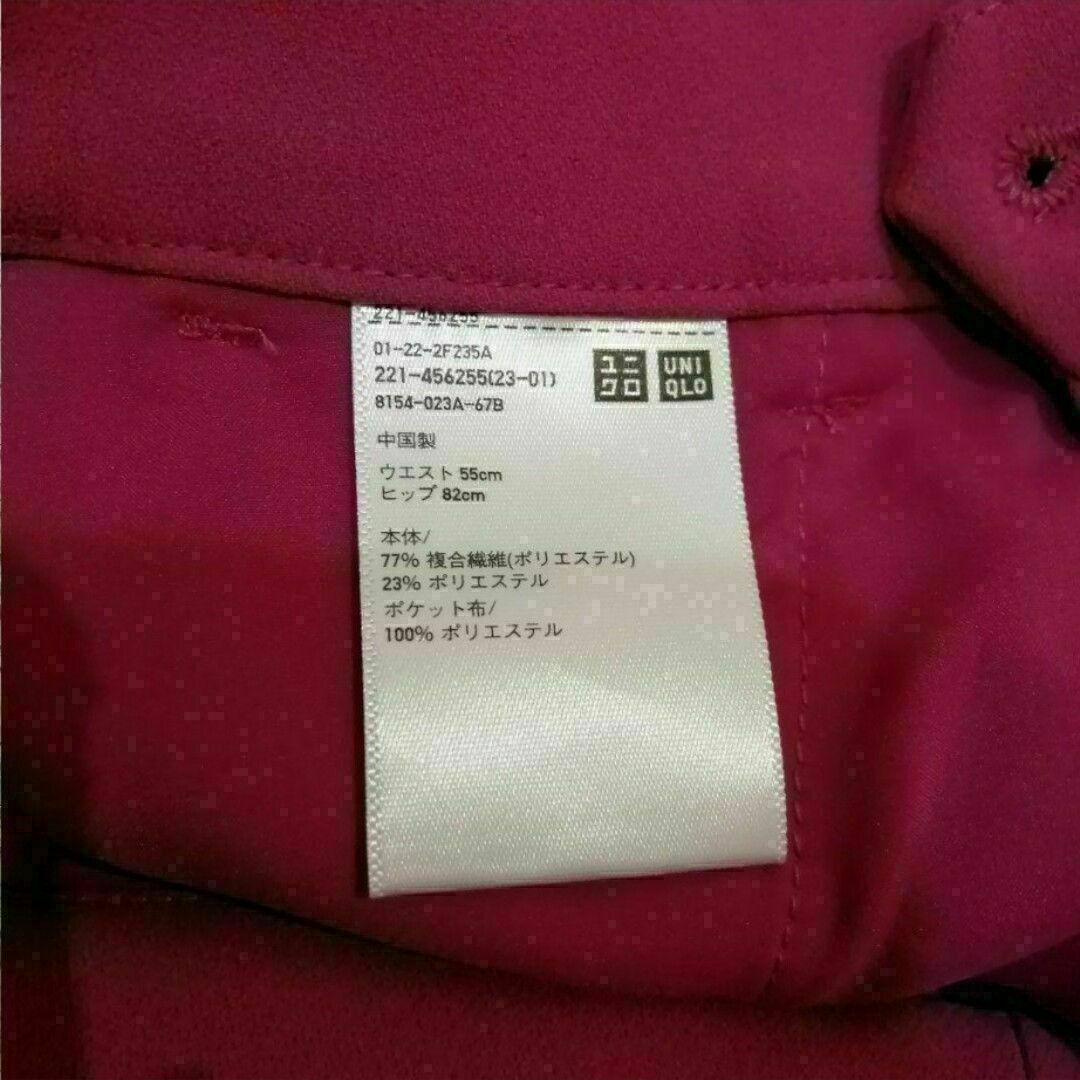 221-456255
01-22-2F235A
221-456255(23-01)
8154-023A-67B
ユニクロ
UNIQLO
中国製
ウエスト 55cm
ヒップ 82cm
本体/
77% 複合繊維(ポリエステル)
23% ポリエステル
ポケット布/
100% ポリエステル